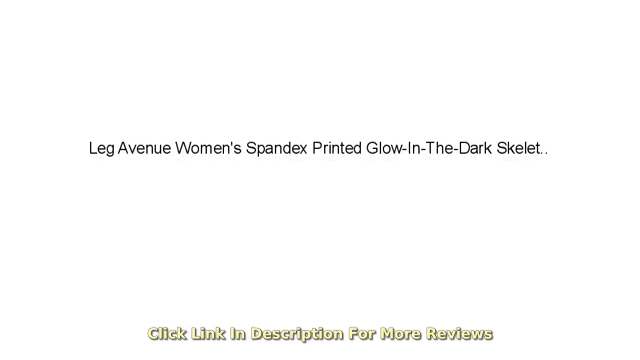 Leg Avenue Women's Spandex Printed Glow-In-The-Dark Skelet..
Click Link In Description For More Reviews